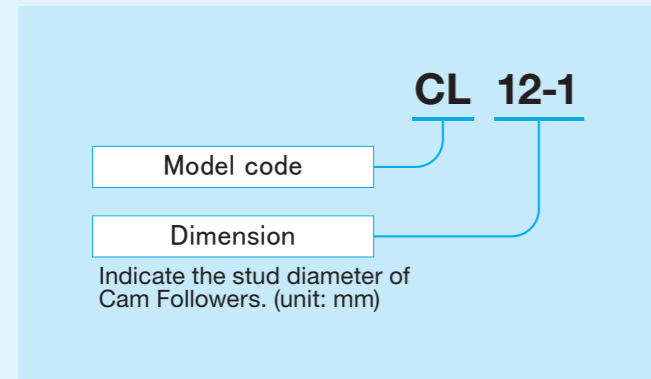 CL 12-1
Model code
Dimension
Indicate the stud diameter of
Cam Followers. (unit: mm)